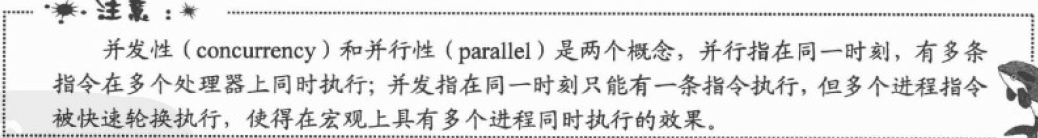 注意：
并发性（concurrency）和并行性（parallel）是两个概念，并行指在同一时刻，有多条
指令在多个处理器上同时执行；并发指在同一时刻只能有一条指令执行，但多个进程指令
被快速轮换执行，使得在宏观上具有多个进程同时执行的效果。